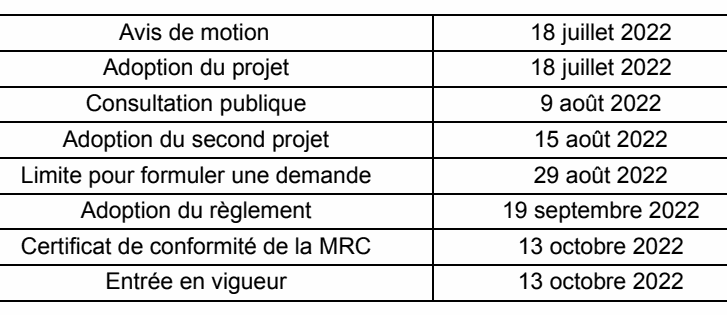 Avis de motion 18 juillet 2022
Adoption du projet 18 juillet 2022
Consultation publique 9 août 2022
Adoption du second projet 15 août 2022
Limite pour formuler une demande 29 août 2022
Adoption du règlement 19 septembre 2022
Certificat de conformité de la MRC 13 octobre 2022
Entrée en vigueur 13 octobre 2022